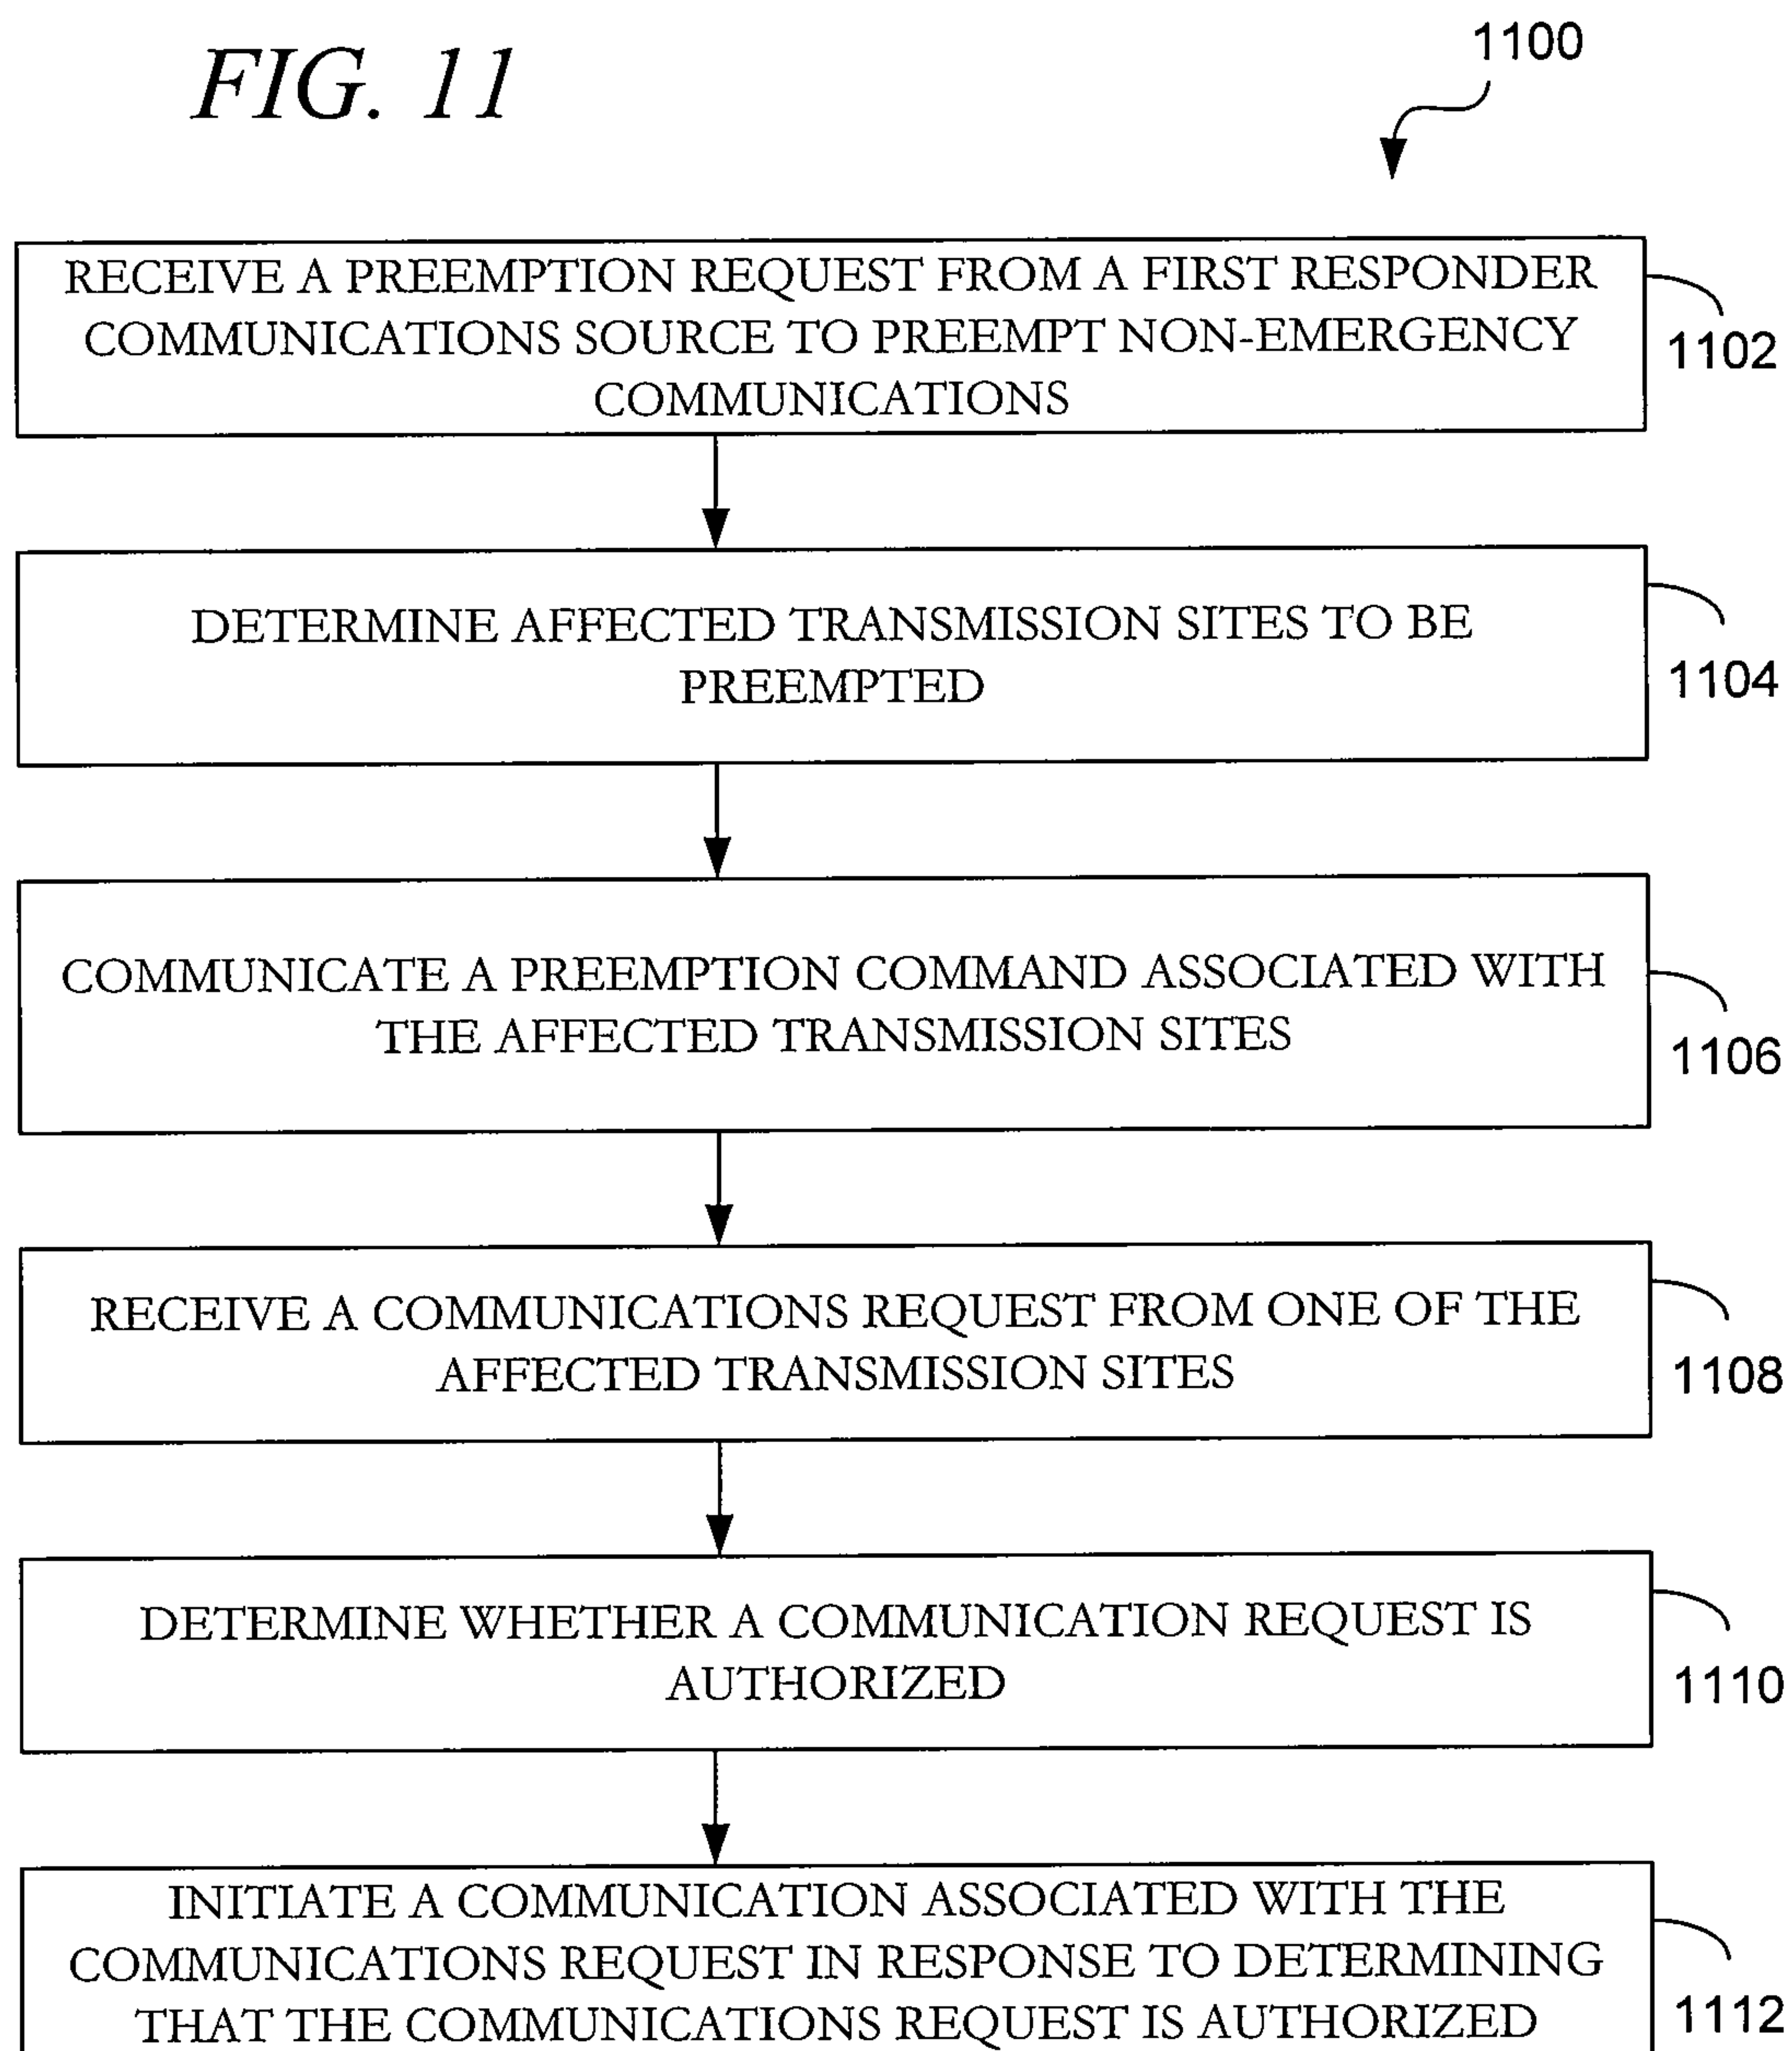 FIG. 11
1100
RECEIVE A PREEMPTION REQUEST FROM A FIRST RESPONDER
COMMUNICATIONS SOURCE TO PREEMPT NON-EMERGENCY
COMMUNICATIONS
1102
DETERMINE AFFECTED TRANSMISSION SITES TO BE
PREEMPTED
1104
COMMUNICATE A PREEMPTION COMMAND ASSOCIATED WITH
THE AFFECTED TRANSMISSION SITES
1106
RECEIVE A COMMUNICATIONS REQUEST FROM ONE OF THE
AFFECTED TRANSMISSION SITES
1108
DETERMINE WHETHER A COMMUNICATION REQUEST IS
AUTHORIZED
1110
INITIATE A COMMUNICATION ASSOCIATED WITH THE
COMMUNICATIONS REQUEST IN RESPONSE TO DETERMINING
THAT THE COMMUNICATIONS REQUEST IS AUTHORIZED
1112